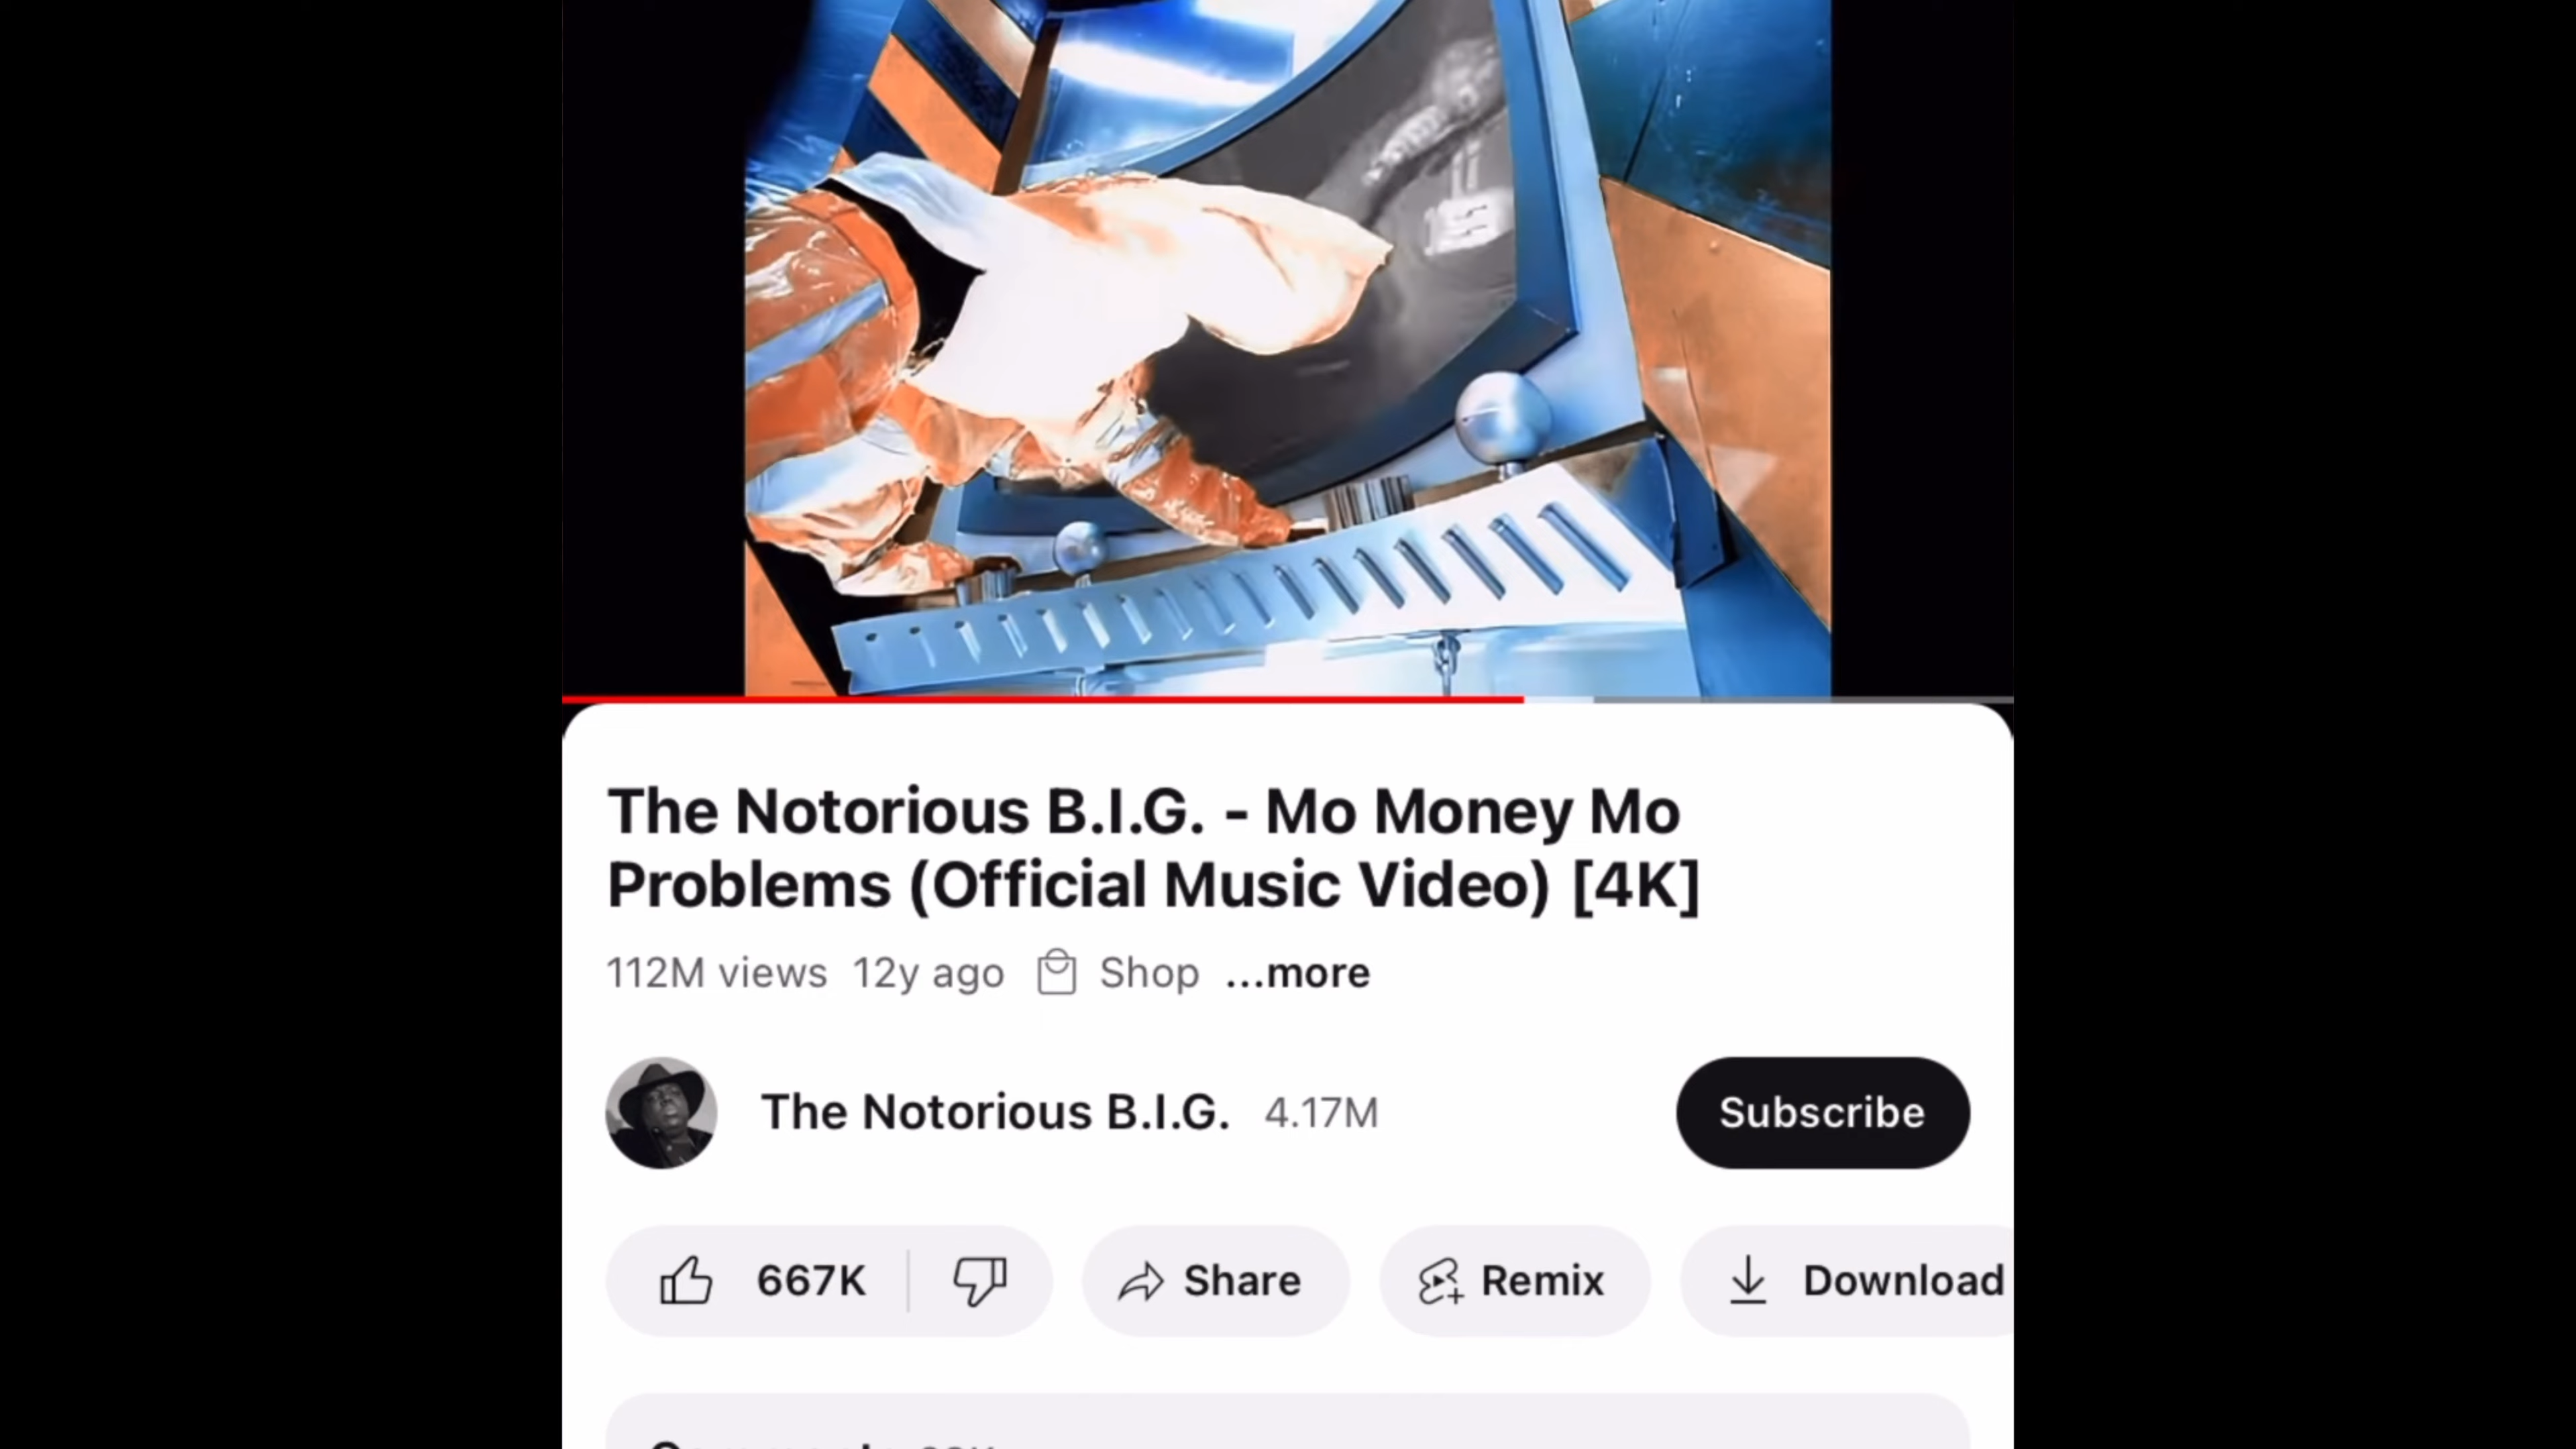 The Notorious B.I.G. - Mo Money Mo
Problems (Official Music Video) [4K]
112M views 12y ago Shop ...more
The Notorious B.I.G. 4.17M Subscribe
667K Share Remix Download